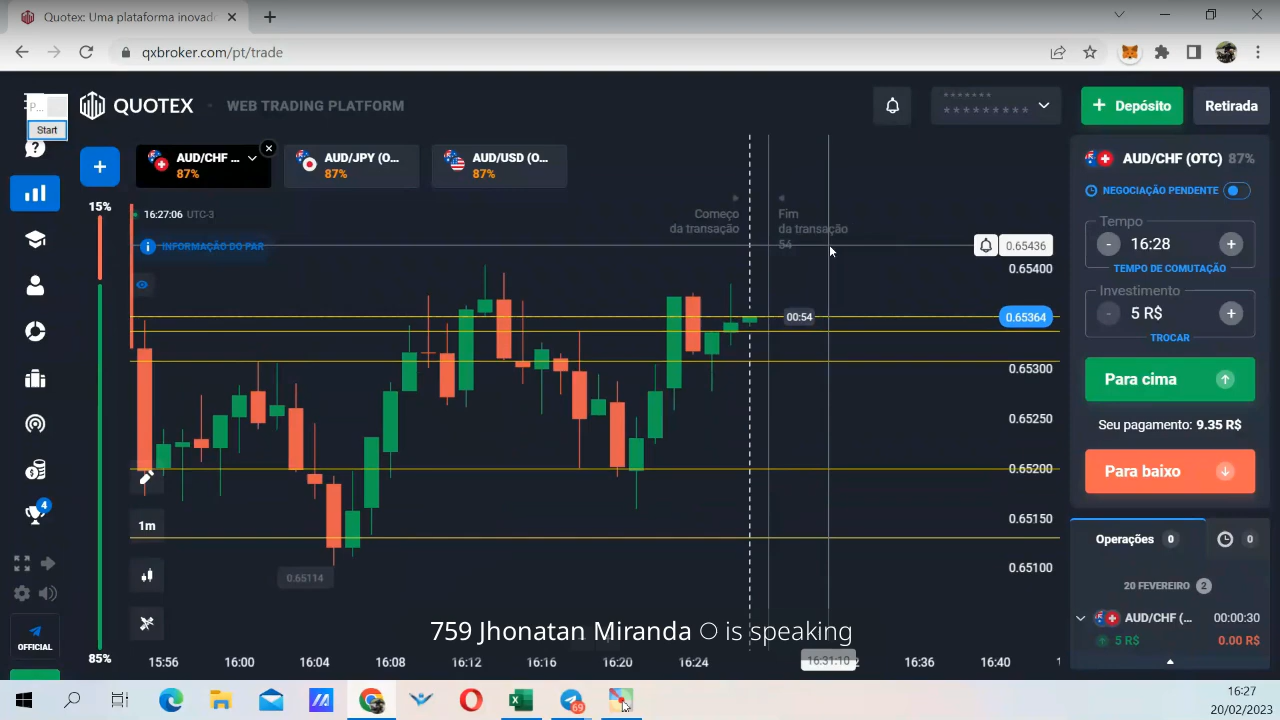 Quotex: Uma plataforma inovado
qxbroker.com/pt/trade
P...
Start
QUOTEX
WEB TRADING PLATFORM
*******
*********
Depósito
Retirada
AUD/CHF ...
87%
AUD/JPY (O...
87%
AUD/USD (O...
87%
AUD/CHF (OTC) 87%
15%
16:27:06 UTC-3
INFORMAÇÃO DO PAR
Começo
da transação
Fim
da transação
54
NEGOCIAÇÃO PENDENTE
Tempo
- 16:28 +
TEMPO DE COMUTAÇÃO
Investimento
- 5 R$ +
TROCAR
0.65436
0.65400
00:54
0.65364
0.65300
0.65250
0.65200
0.65150
0.65100
Para cima
Seu pagamento: 9.35 R$
Para baixo
4
1m
0.65114
Operações 0
0
20 FEVEREIRO 2
AUD/CHF (... 00:00:30
5 R$ 0.00 R$
OFFICIAL
85%
759 Jhonatan Miranda O is speaking
15:56 16:00 16:04 16:08 16:12 16:16 16:20 16:24 16:31:10 16:36 16:40
69
16:27
20/02/2023